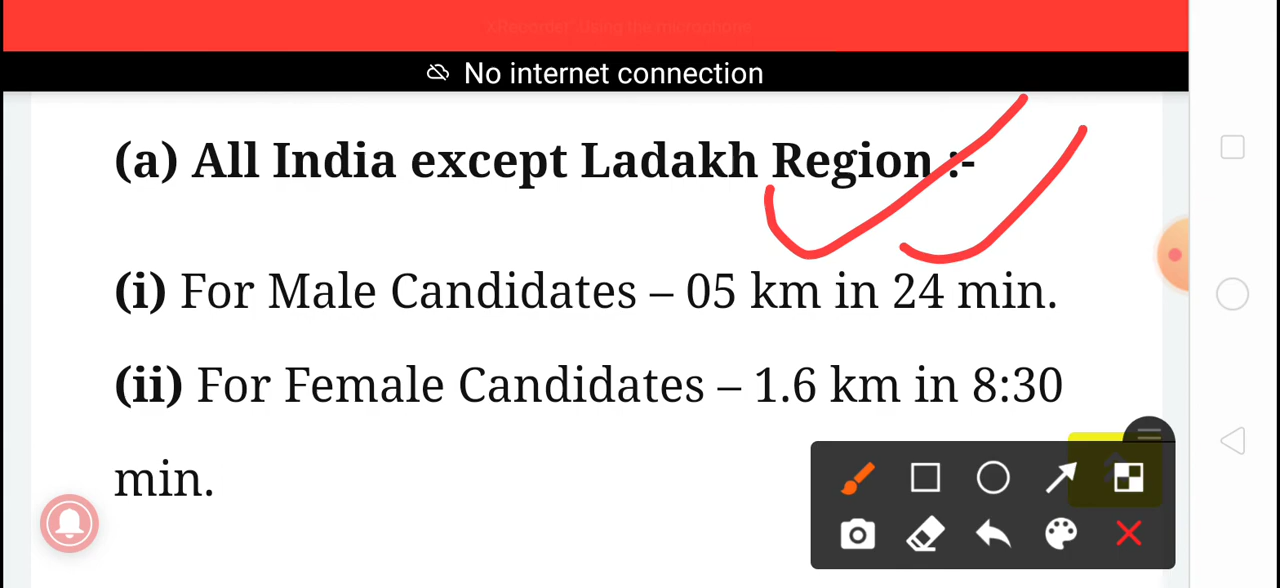 No internet connection
(a) All India except Ladakh Region :-
(i) For Male Candidates – 05 km in 24 min.
(ii) For Female Candidates – 1.6 km in 8:30
min.